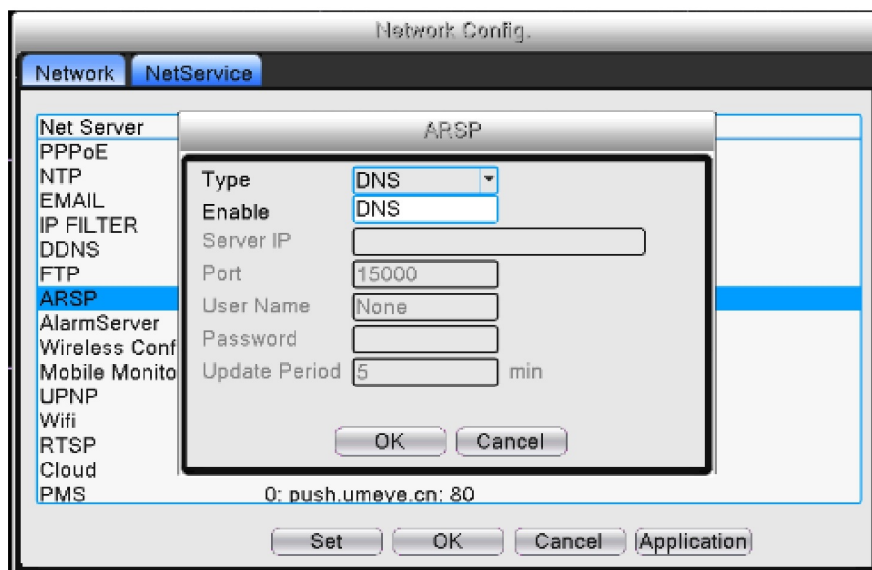 Network Config.
Network NetService
Net Server
PPPoE
NTP
EMAIL
IP FILTER
DDNS
FTP
ARSP
AlarmServer
Wireless Conf
Mobile Monito
UPNP
Wifi
RTSP
Cloud
PMS 0: push.umeye.cn: 80
ARSP
Type DNS
Enable DNS
Server IP
Port 15000
User Name None
Password
Update Period 5 min
OK Cancel
Set OK Cancel Application